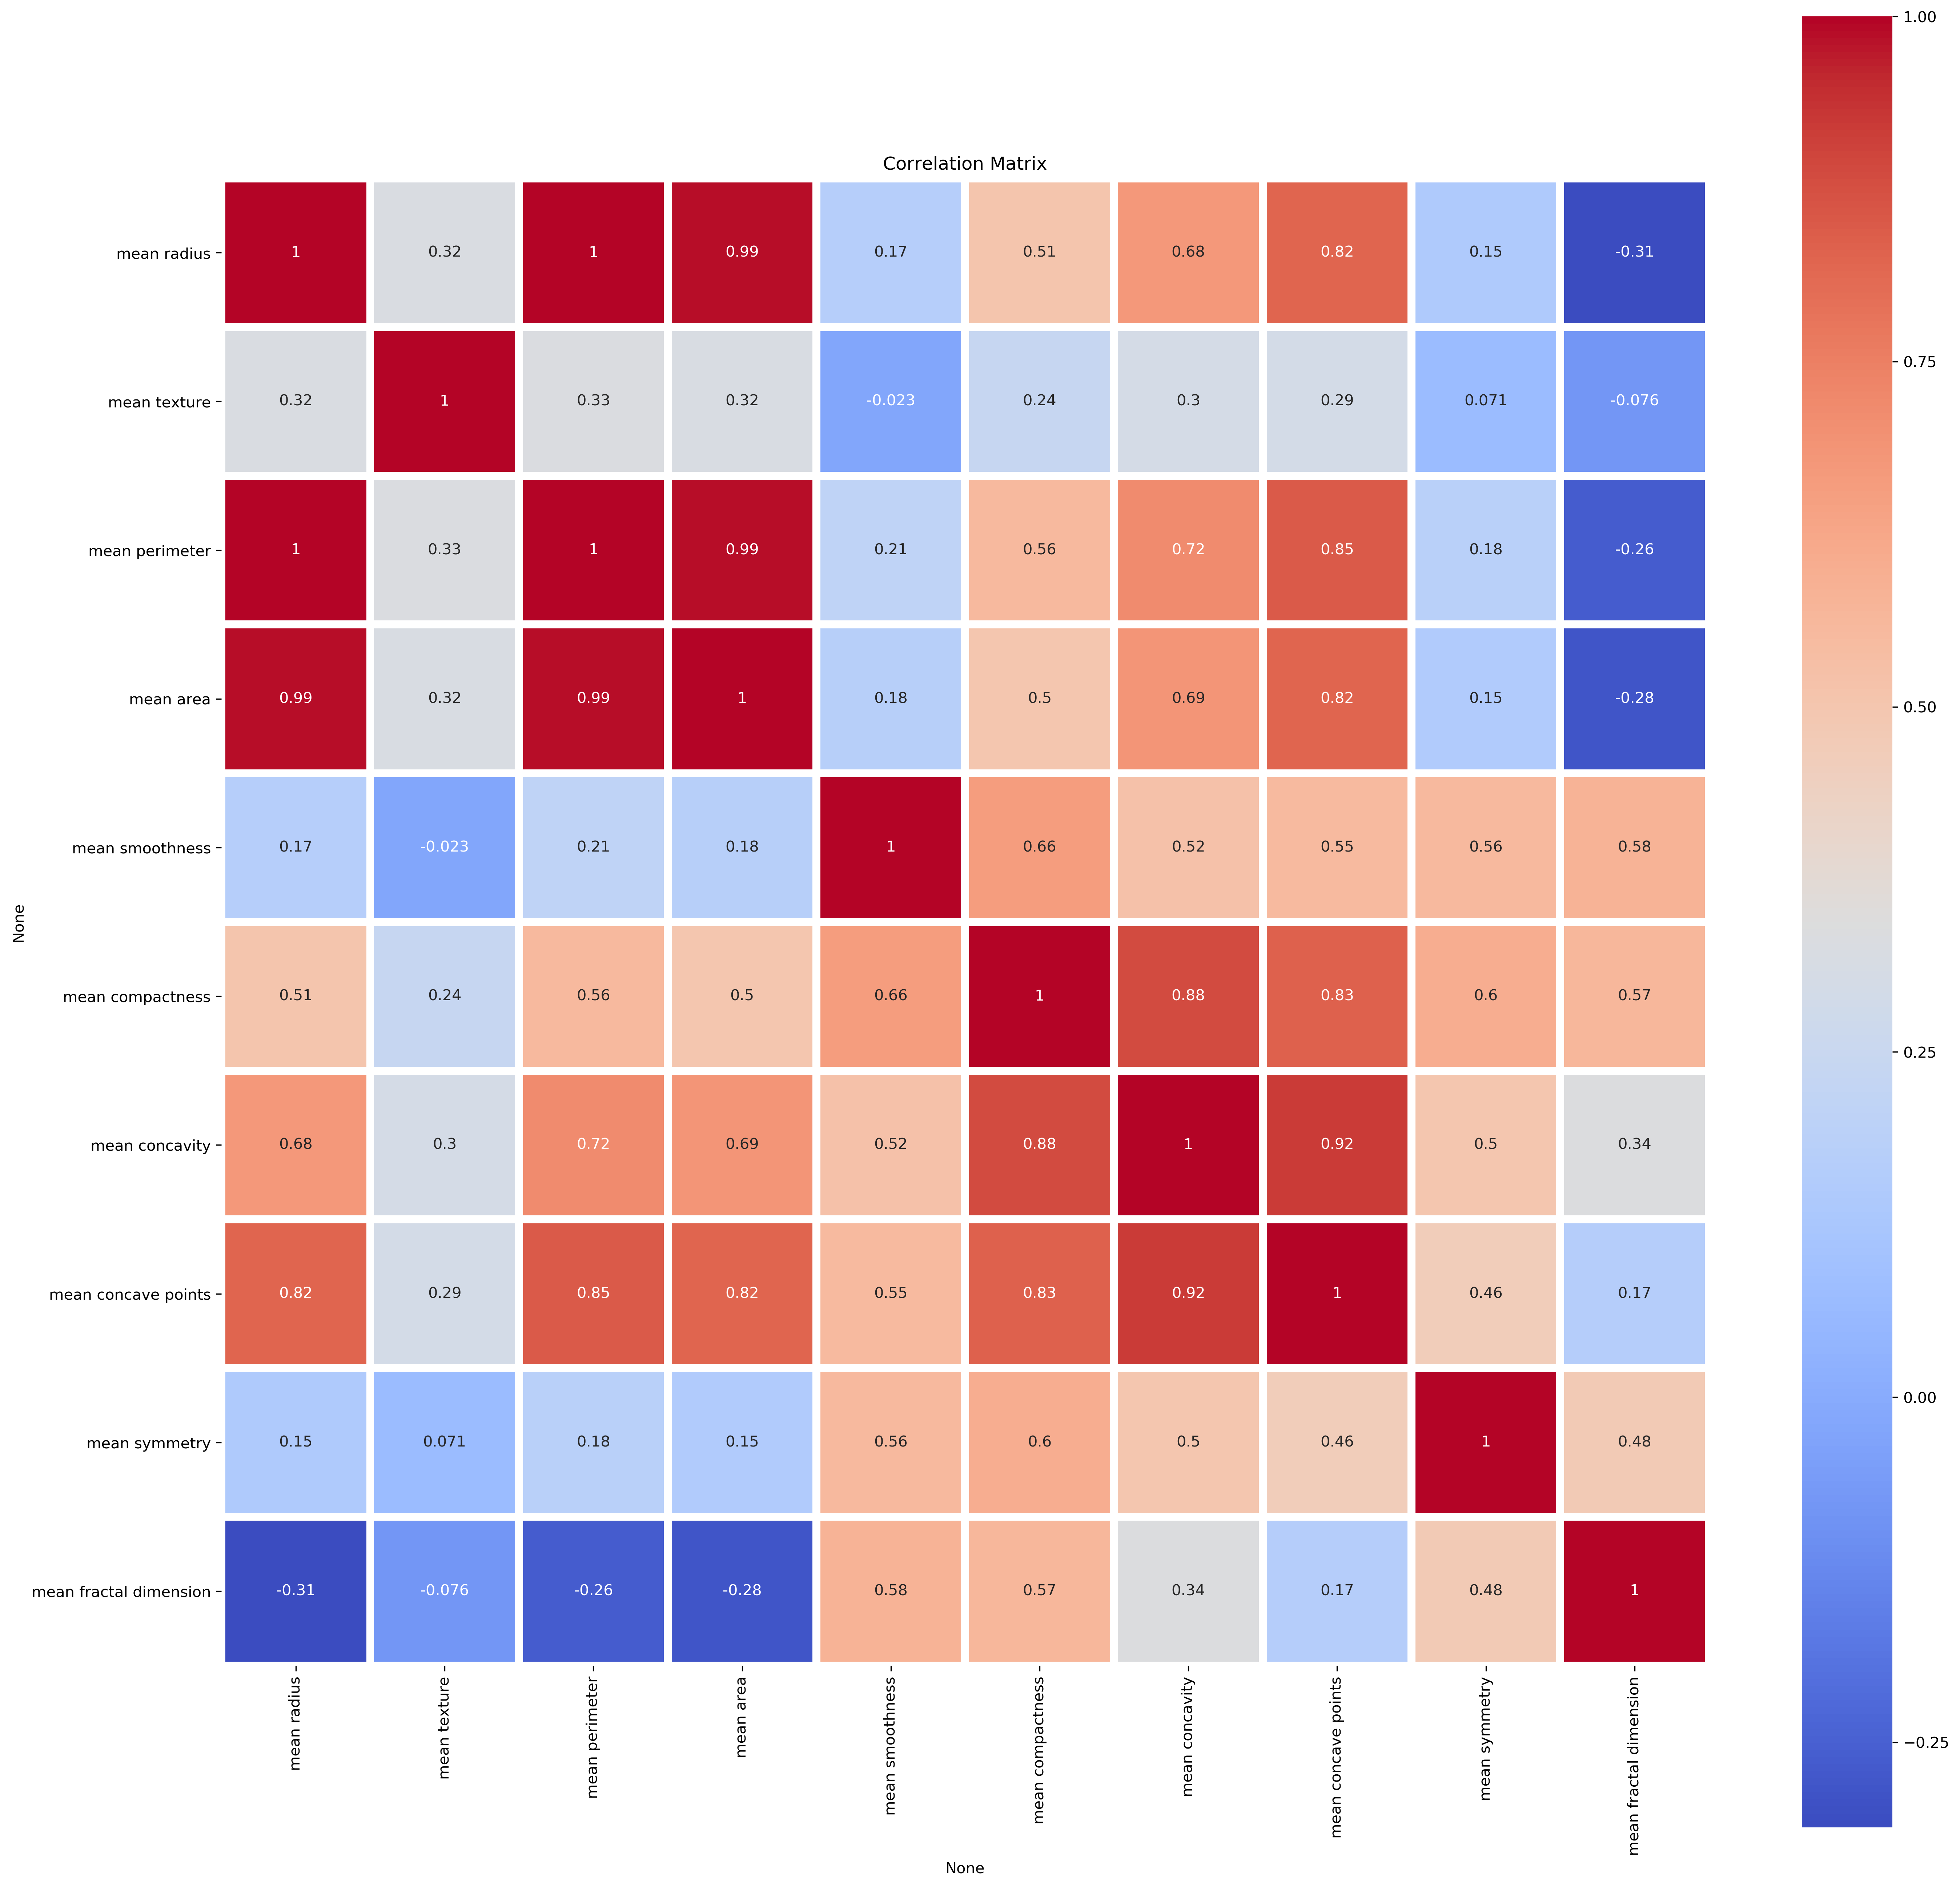 Correlation Matrix
mean radius 1 0.32 1 0.99 0.17 0.51 0.68 0.82 0.15 -0.31
mean texture 0.32 1 0.33 0.32 -0.023 0.24 0.3 0.29 0.071 -0.076
mean perimeter 1 0.33 1 0.99 0.21 0.56 0.72 0.85 0.18 -0.26
mean area 0.99 0.32 0.99 1 0.18 0.5 0.69 0.82 0.15 -0.28
mean smoothness 0.17 -0.023 0.21 0.18 1 0.66 0.52 0.55 0.56 0.58
mean compactness 0.51 0.24 0.56 0.5 0.66 1 0.88 0.83 0.6 0.57
mean concavity 0.68 0.3 0.72 0.69 0.52 0.88 1 0.92 0.5 0.34
mean concave points 0.82 0.29 0.85 0.82 0.55 0.83 0.92 1 0.46 0.17
mean symmetry 0.15 0.071 0.18 0.15 0.56 0.6 0.5 0.46 1 0.48
mean fractal dimension -0.31 -0.076 -0.26 -0.28 0.58 0.57 0.34 0.17 0.48 1
None
mean radius
mean texture
mean perimeter
mean area
mean smoothness
mean compactness
mean concavity
mean concave points
mean symmetry
mean fractal dimension
None
1.00
0.75
0.50
0.25
0.00
−0.25